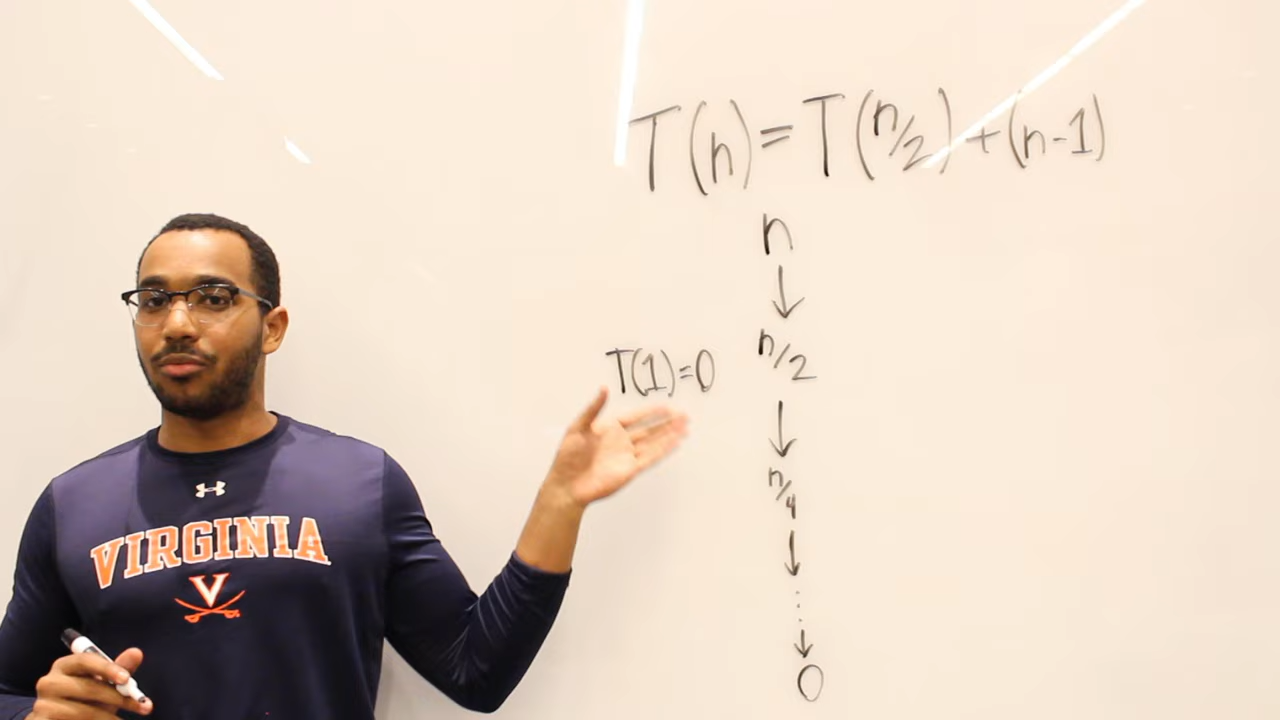 T(n) = T(n/2) + (n-1)
n
↓
n/2
T(1)=0
↓
n/4
↓
⋮
↓
0
VIRGINIA
V